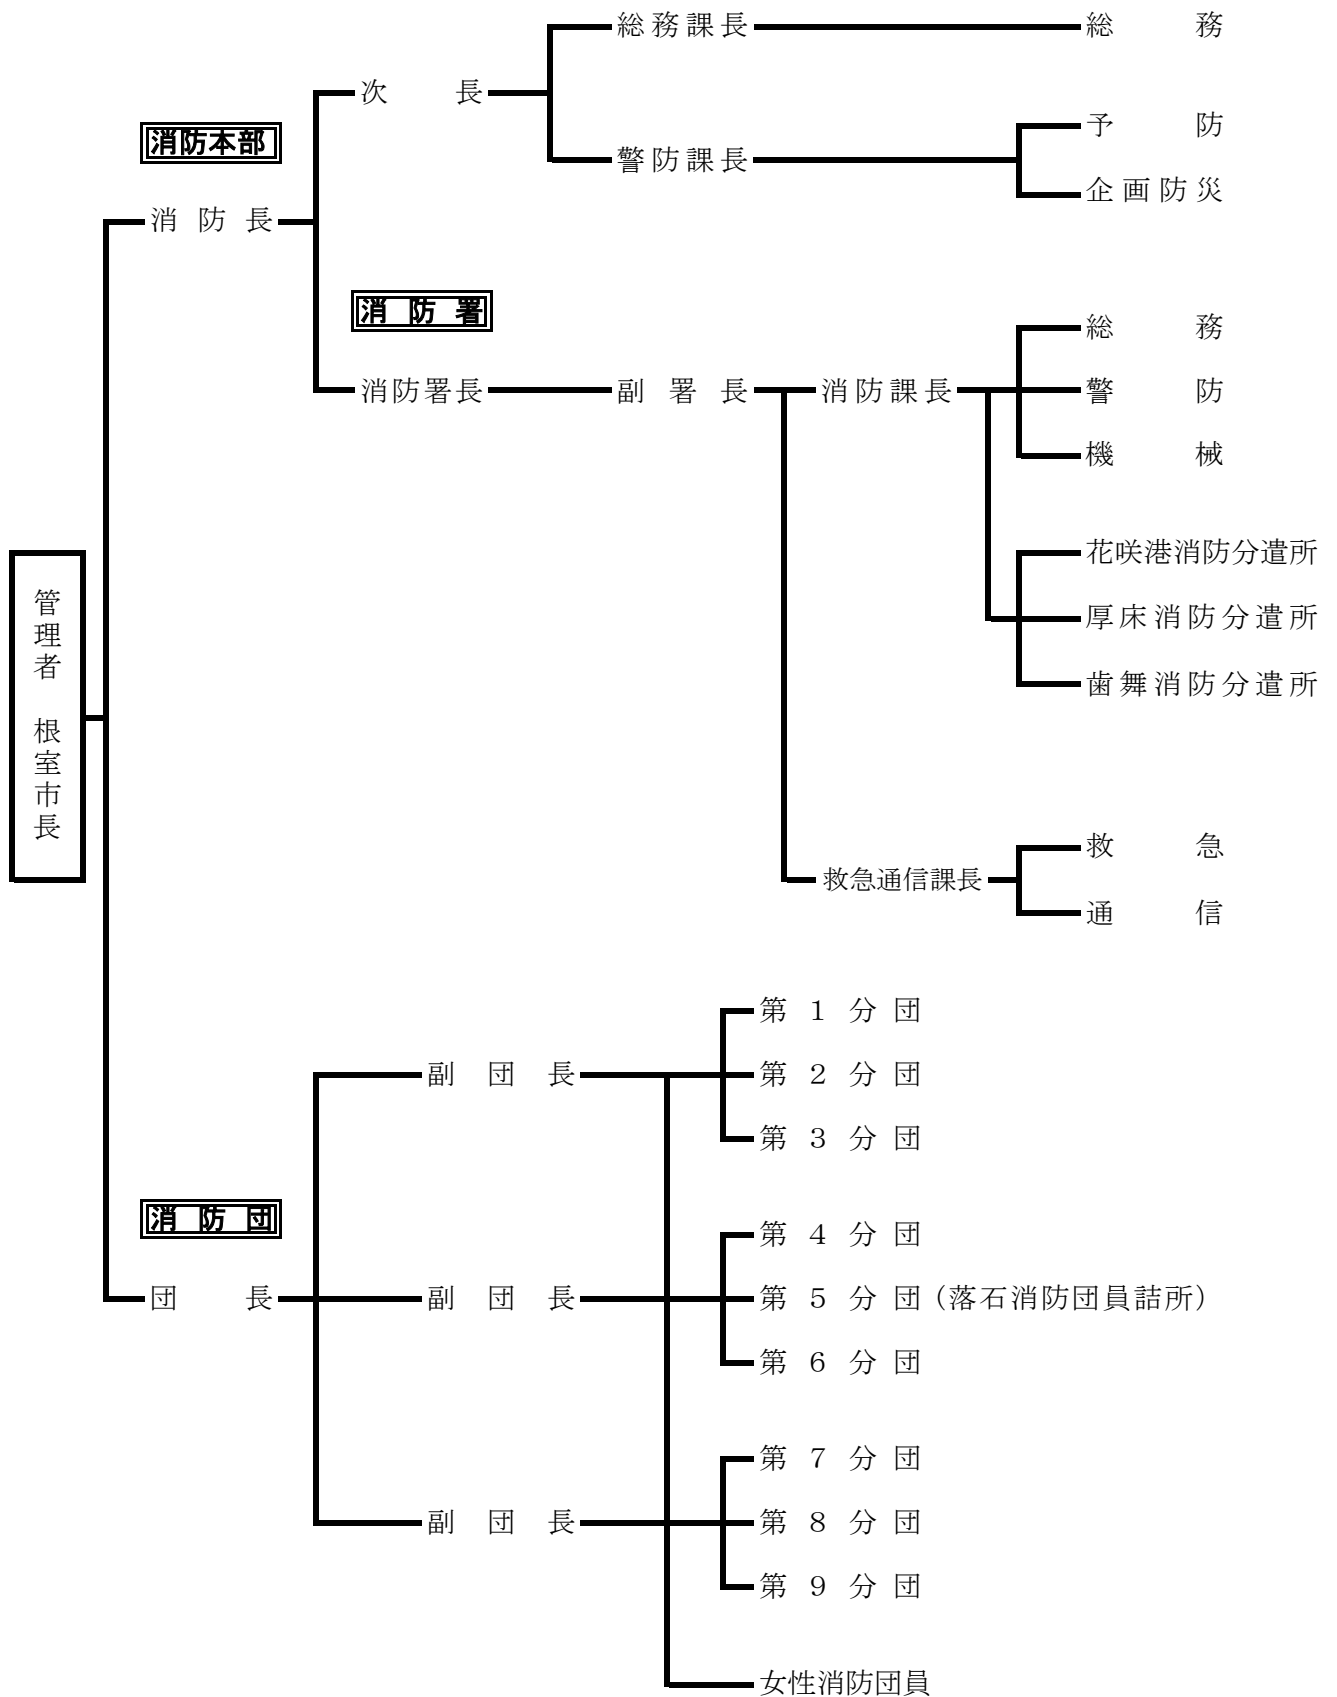 総務課長
総務
次長
消防本部
予防
警防課長
企画防災
消防長
消防署
総務
消防署長
副署長
消防課長
警防
機械
花咲港消防分遣所
管理者 根室市長
厚床消防分遣所
歯舞消防分遣所
救急
救急通信課長
通信
第1分団
副団長
第2分団
第3分団
消防団
第4分団
団長
副団長
第5分団(落石消防団員詰所)
第6分団
第7分団
副団長
第8分団
第9分団
女性消防団員